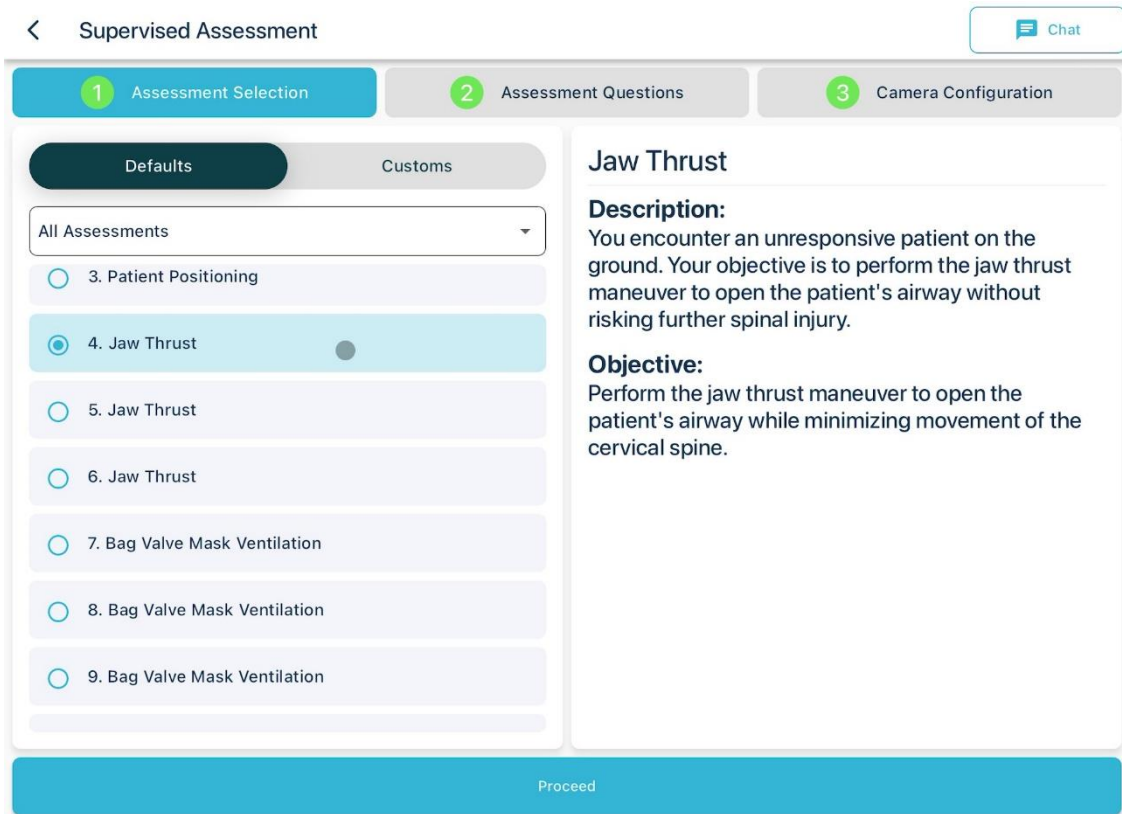 Supervised Assessment
Chat
1 Assessment Selection
2 Assessment Questions
3 Camera Configuration
Defaults
Customs
All Assessments
3. Patient Positioning
4. Jaw Thrust
5. Jaw Thrust
6. Jaw Thrust
7. Bag Valve Mask Ventilation
8. Bag Valve Mask Ventilation
9. Bag Valve Mask Ventilation
Jaw Thrust
Description:
You encounter an unresponsive patient on the
ground. Your objective is to perform the jaw thrust
maneuver to open the patient's airway without
risking further spinal injury.
Objective:
Perform the jaw thrust maneuver to open the
patient's airway while minimizing movement of the
cervical spine.
Proceed